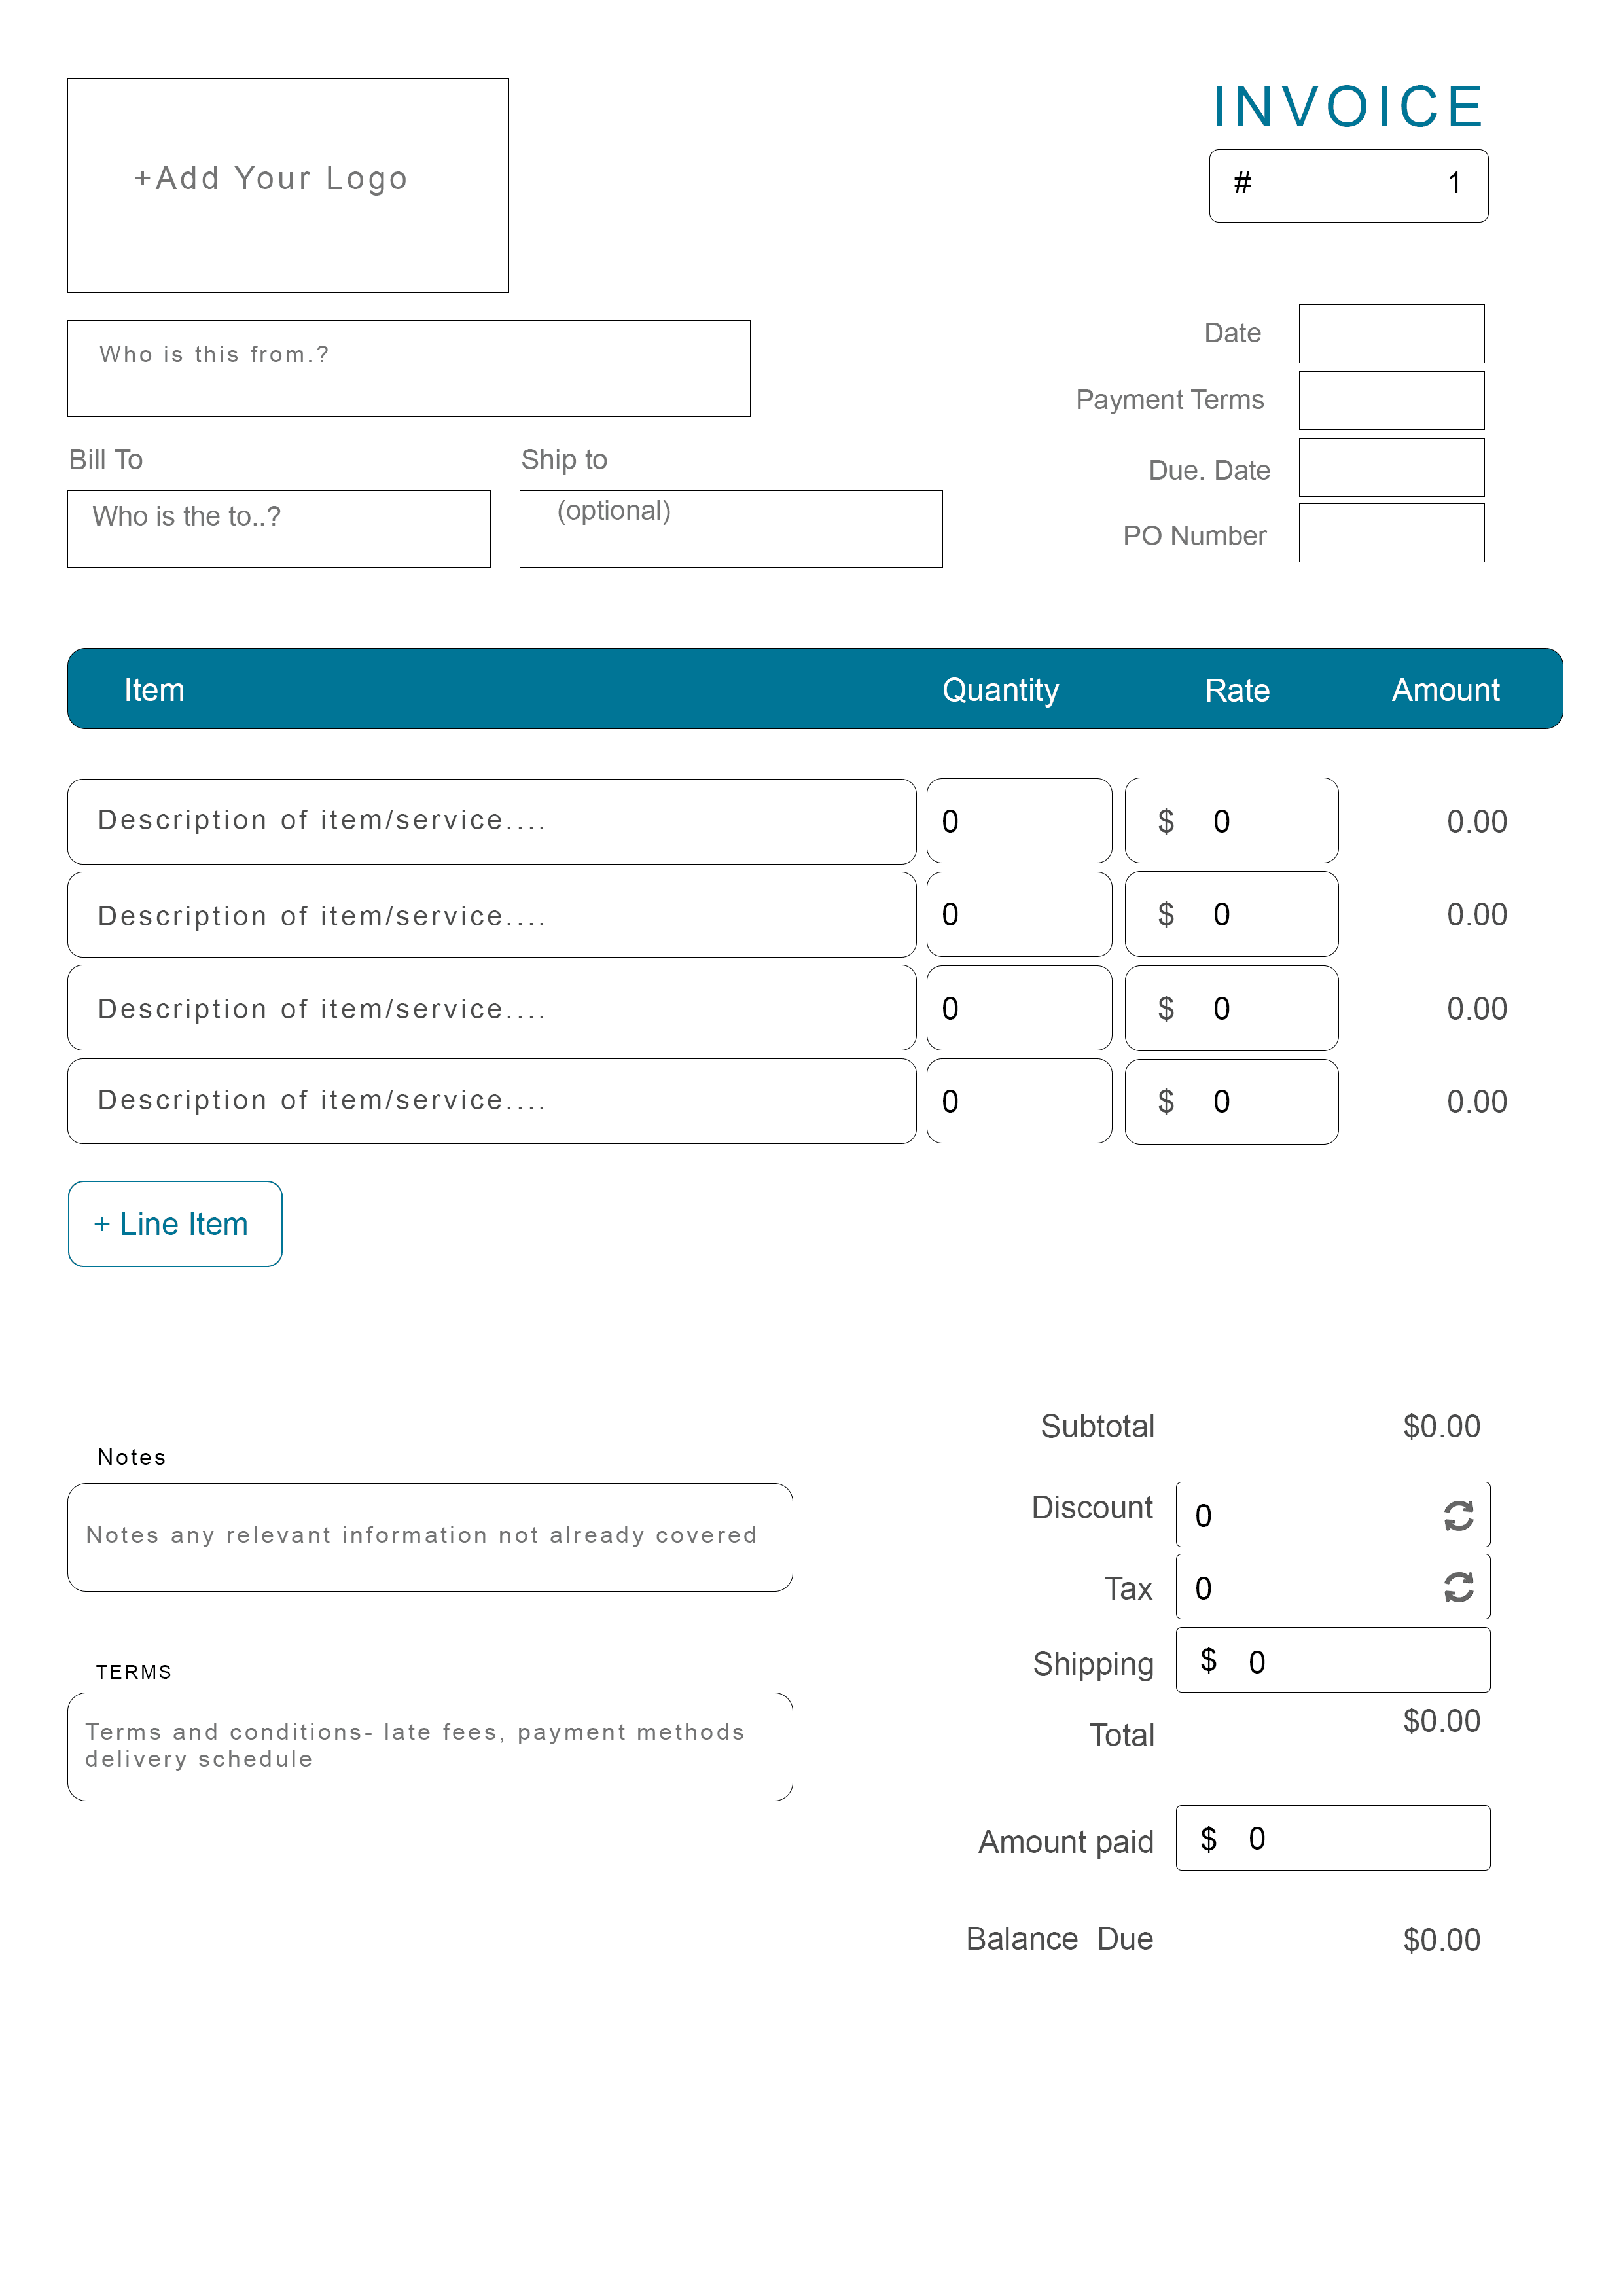 INVOICE
+Add Your Logo
# 1
Who is this from.?
Date
Payment Terms
Bill To Ship to
Due. Date
Who is the to..? (optional)
PO Number
Item Quantity Rate Amount
Description of item/service.... 0 $ 0 0.00
Description of item/service.... 0 $ 0 0.00
Description of item/service.... 0 $ 0 0.00
Description of item/service.... 0 $ 0 0.00
+ Line Item
Subtotal $0.00
Notes
Discount 0
Notes any relevant information not already covered
Tax 0
TERMS
Shipping $ 0
Terms and conditions- late fees, payment methods
delivery schedule
Total $0.00
Amount paid $ 0
Balance Due $0.00